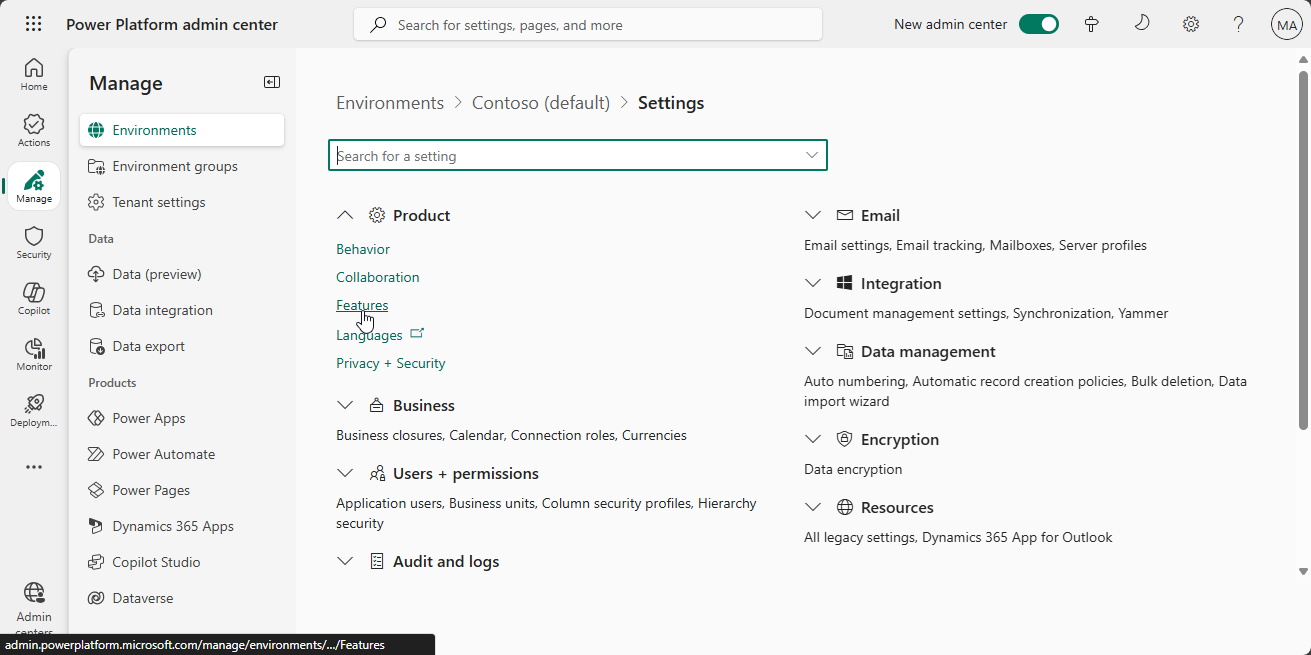 Power Platform admin center
Search for settings, pages, and more
New admin center
MA
Home
Actions
Manage
Security
Copilot
Monitor
Deploym...
Admin
centers
Manage
Environments
Environment groups
Tenant settings
Data
Data (preview)
Data integration
Data export
Products
Power Apps
Power Automate
Power Pages
Dynamics 365 Apps
Copilot Studio
Dataverse
Environments > Contoso (default) > Settings
Search for a setting
Product
Behavior
Collaboration
Features
Languages
Privacy + Security
Business
Business closures, Calendar, Connection roles, Currencies
Users + permissions
Application users, Business units, Column security profiles, Hierarchy
security
Audit and logs
Email
Email settings, Email tracking, Mailboxes, Server profiles
Integration
Document management settings, Synchronization, Yammer
Data management
Auto numbering, Automatic record creation policies, Bulk deletion, Data
import wizard
Encryption
Data encryption
Resources
All legacy settings, Dynamics 365 App for Outlook
admin.powerplatform.microsoft.com/manage/environments/.../Features